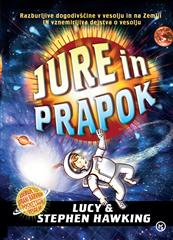 Razburljive dogodivščine v vesolju in na Zemlji
IN vznemirljiva dejstva o vesolju
JURE in
PRAPOK
LUCY &
STEPHEN HAWKING